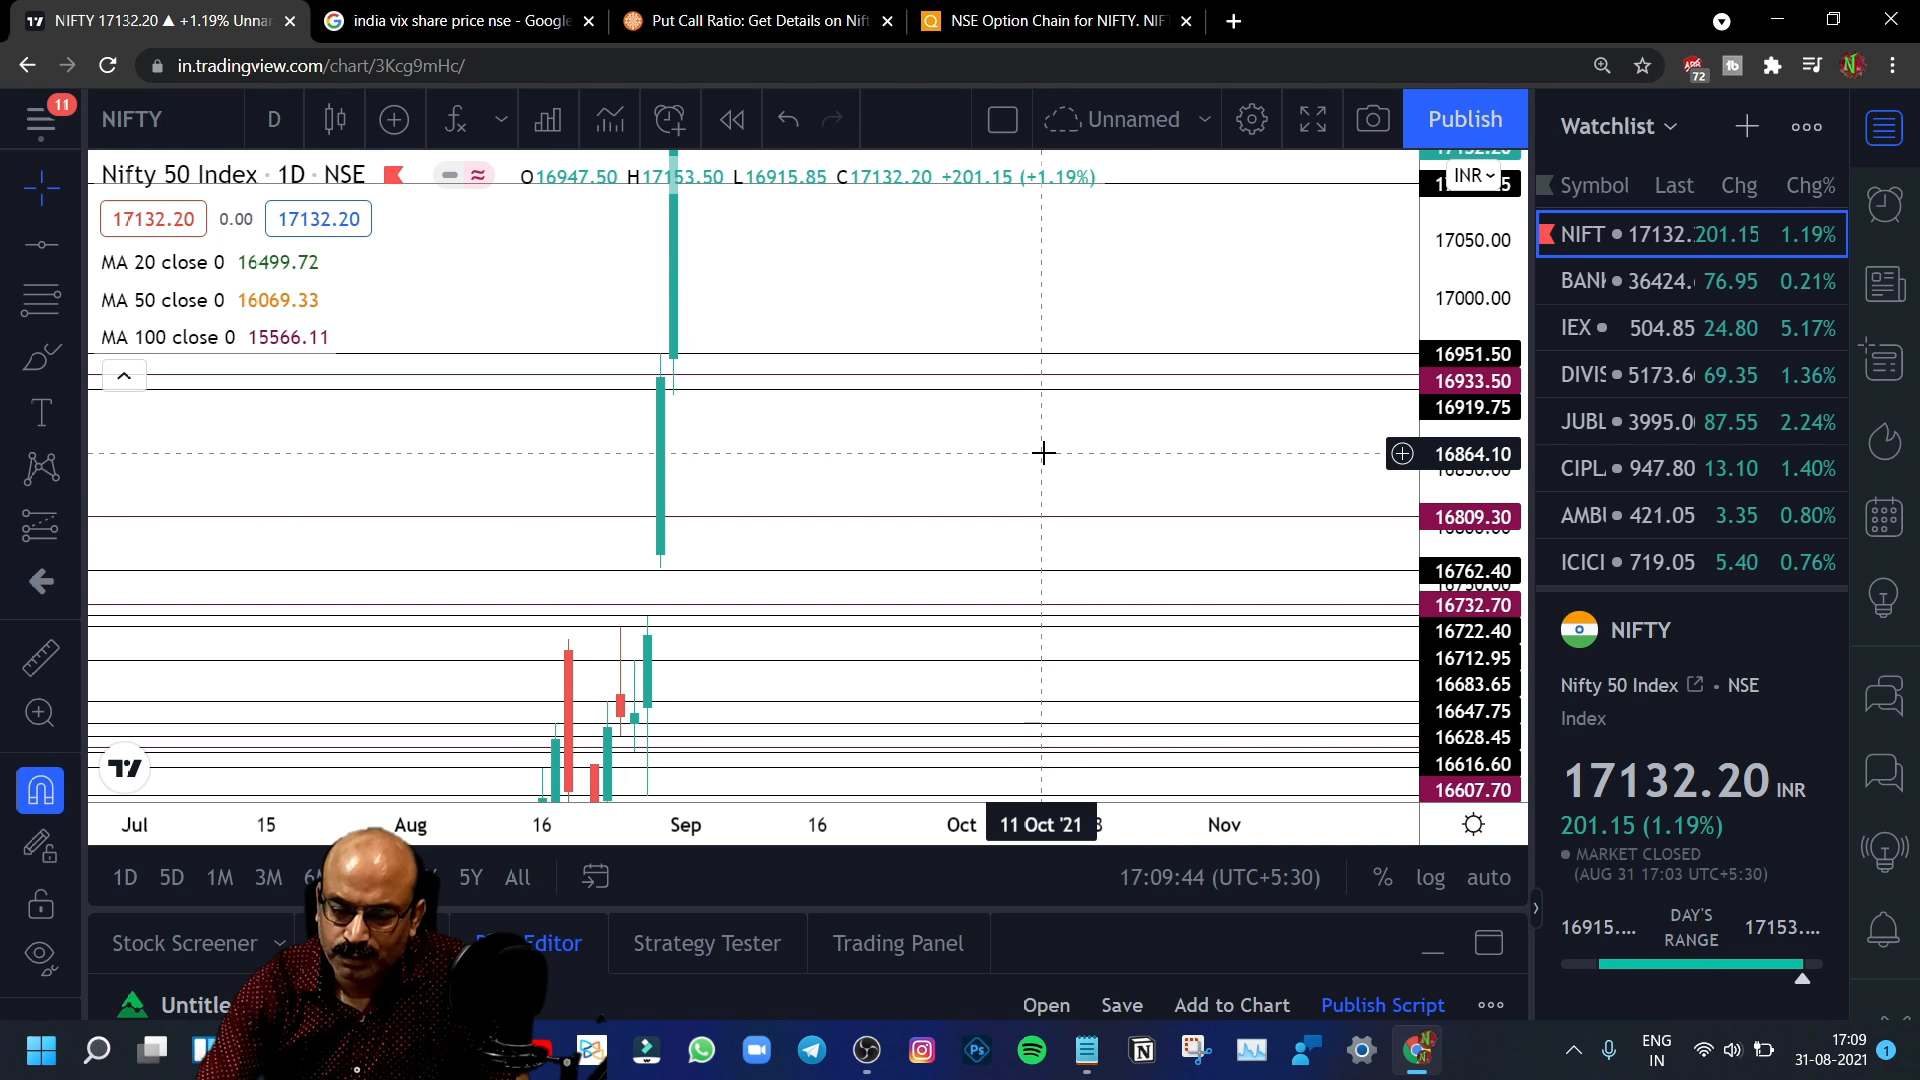 NIFTY 17132.20 ▲ +1.19% Unnar
india vix share price nse - Google
Put Call Ratio: Get Details on Nift
NSE Option Chain for NIFTY. NIF
in.tradingview.com/chart/3Kcg9mHc/
72
11
NIFTY
D
Unnamed
Publish
Watchlist
Nifty 50 Index · 1D · NSE
O16947.50 H17153.50 L16915.85 C17132.20 +201.15 (+1.19%)
INR
17132.20 0.00 17132.20
MA 20 close 0 16499.72
MA 50 close 0 16069.33
MA 100 close 0 15566.11
17050.00
17000.00
16951.50
16933.50
16919.75
16864.10
16809.30
16762.40
16732.70
16722.40
16712.95
16683.65
16647.75
16628.45
16616.60
16607.70
Symbol Last Chg Chg%
NIFT 17132. 201.15 1.19%
BANK 36424. 76.95 0.21%
IEX 504.85 24.80 5.17%
DIVIS 5173.6 69.35 1.36%
JUBL 3995.0 87.55 2.24%
CIPL 947.80 13.10 1.40%
AMBU 421.05 3.35 0.80%
ICICI 719.05 5.40 0.76%
NIFTY
Nifty 50 Index · NSE
Index
17132.20 INR
201.15 (1.19%)
MARKET CLOSED
(AUG 31 17:03 UTC+5:30)
16915.... DAY'S RANGE 17153....
Jul 15 Aug 16 Sep 16 Oct 11 Oct '21 Nov
1D 5D 1M 3M 5Y All
17:09:44 (UTC+5:30) % log auto
Stock Screener Editor Strategy Tester Trading Panel
Untitle
Open Save Add to Chart Publish Script
ENG
IN
17:09
31-08-2021
1